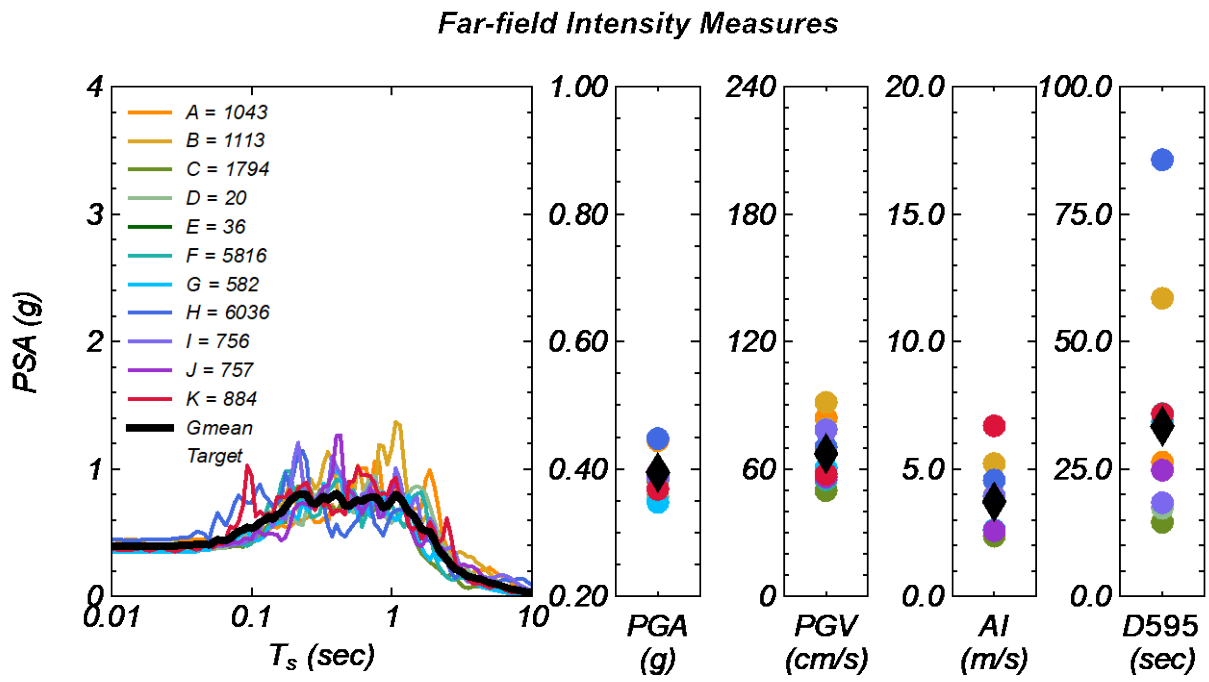 Far-field Intensity Measures
PSA (g)
4
3
2
1
0
0.01
0.1
1
10
T_s (sec)
A = 1043
B = 1113
C = 1794
D = 20
E = 36
F = 5816
G = 582
H = 6036
I = 756
J = 757
K = 884
Gmean
Target
1.00
0.80
0.60
0.40
0.20
PGA
(g)
240
180
120
60
0
PGV
(cm/s)
20.0
15.0
10.0
5.0
0.0
AI
(m/s)
100.0
75.0
50.0
25.0
0.0
D595
(sec)